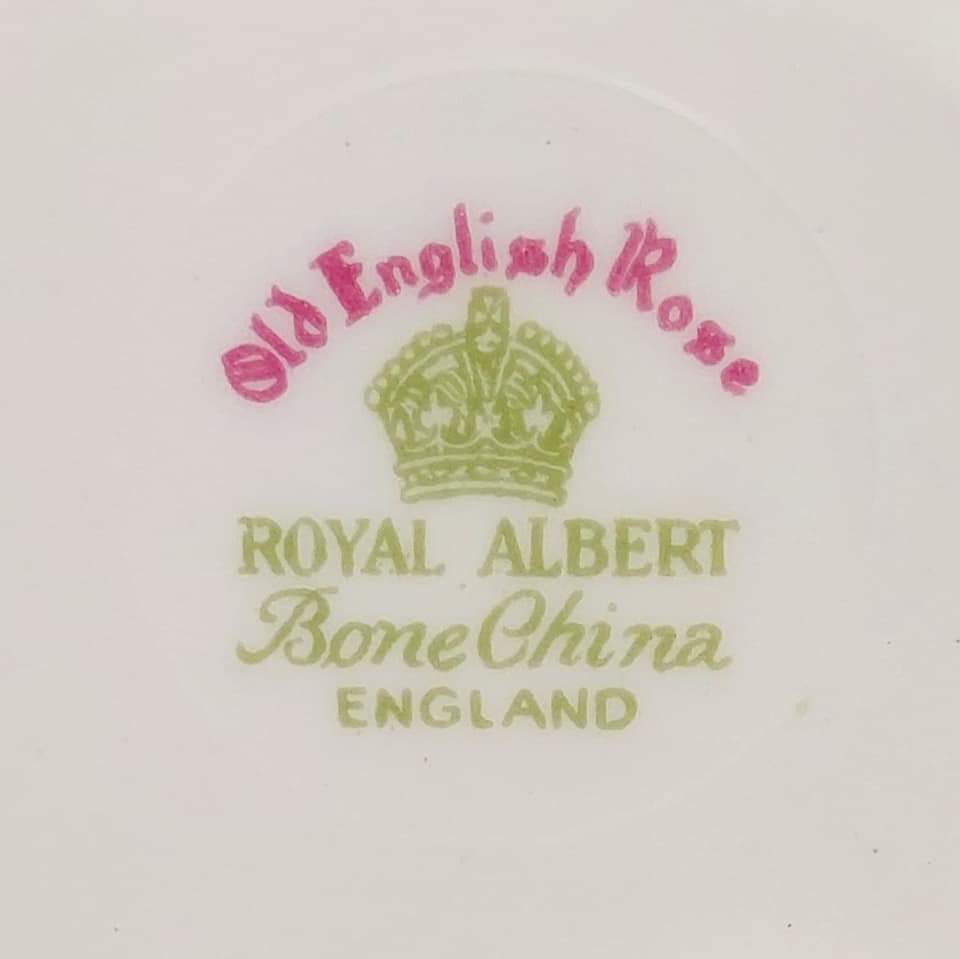 Old English Rose
ROYAL ALBERT
Bone China
ENGLAND